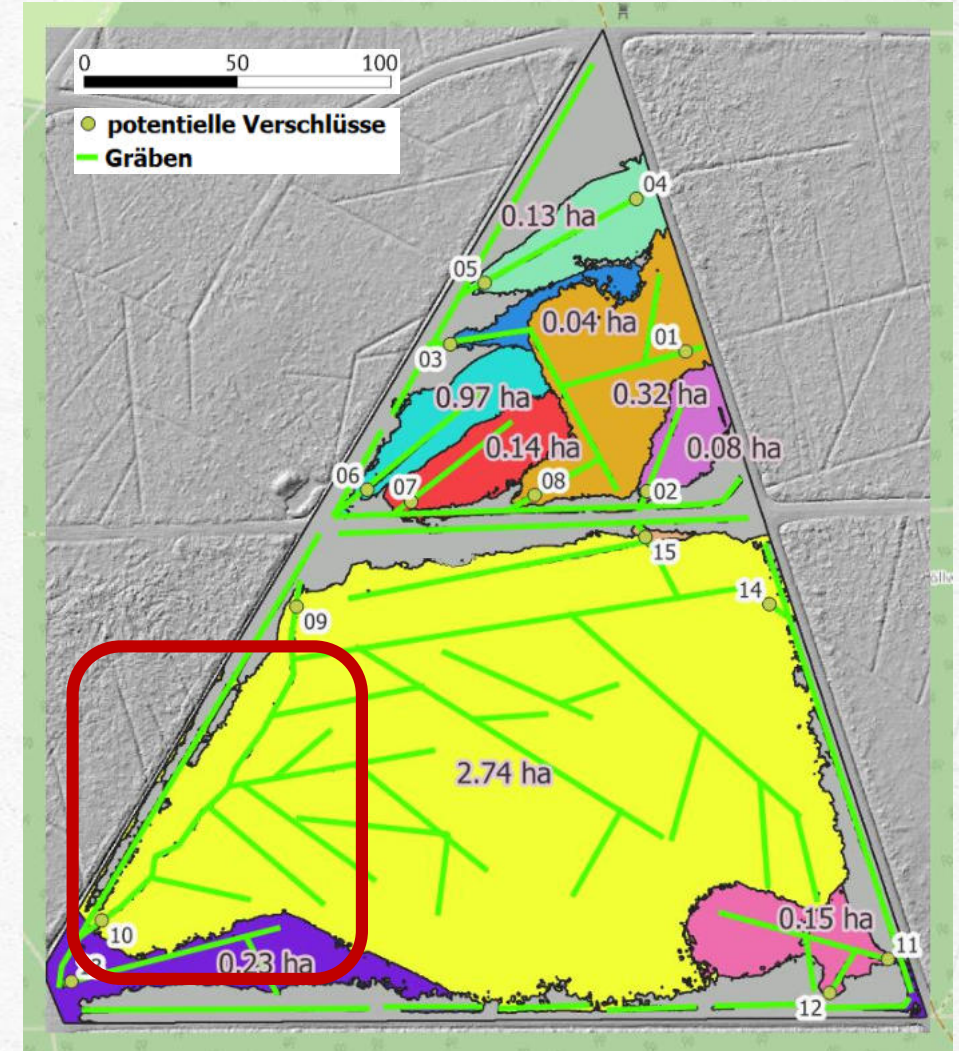 0 50 100
potentielle Verschlüsse
Gräben
04
0.13 ha
05
0.04 ha
01
03
0.97 ha
0.32 ha
0.14 ha
0.08 ha
06
07
08
02
15
14
09
2.74 ha
0.15 ha
10
11
0.23 ha
12